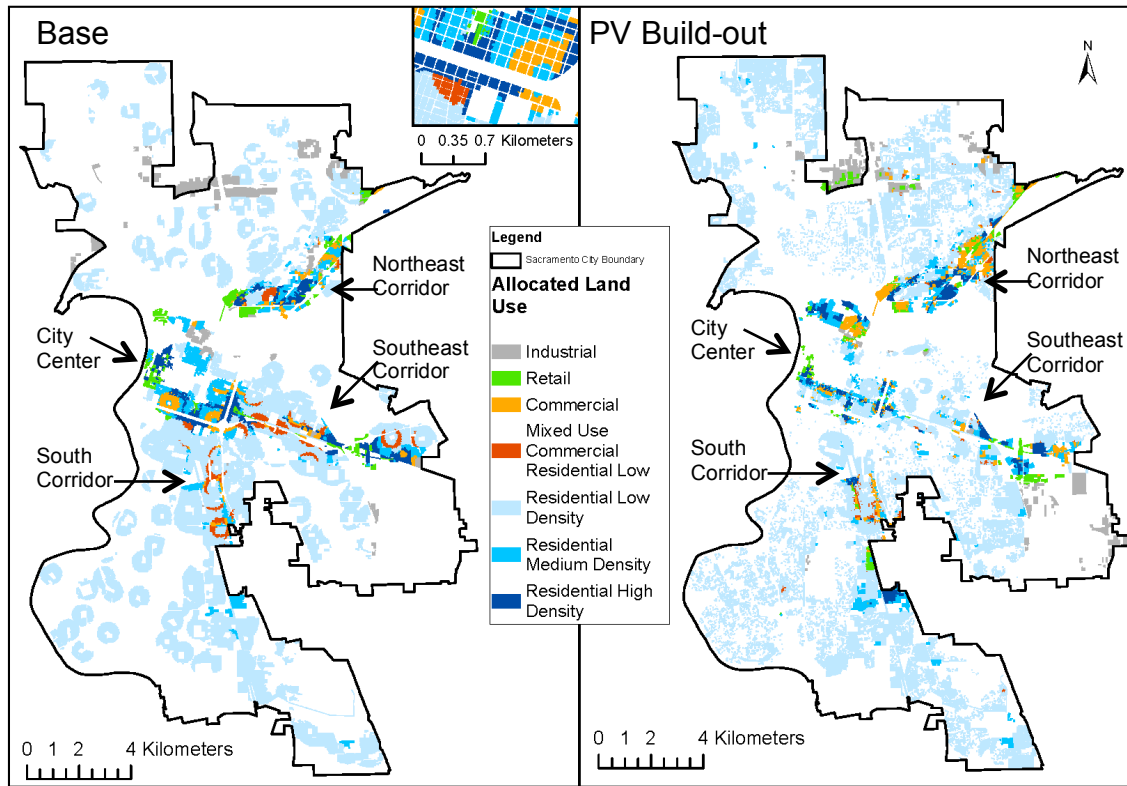 Base
0 0.35 0.7 Kilometers
Northeast
Corridor
City
Center
Southeast
Corridor
South
Corridor
0 1 2 4 Kilometers
Legend
Sacramento City Boundary
Allocated Land
Use
Industrial
Retail
Commercial
Mixed Use
Commercial
Residential Low
Residential Low
Density
Residential
Medium Density
Residential High
Density
PV Build-out
N
Northeast
Corridor
City
Center
Southeast
Corridor
South
Corridor
0 1 2 4 Kilometers